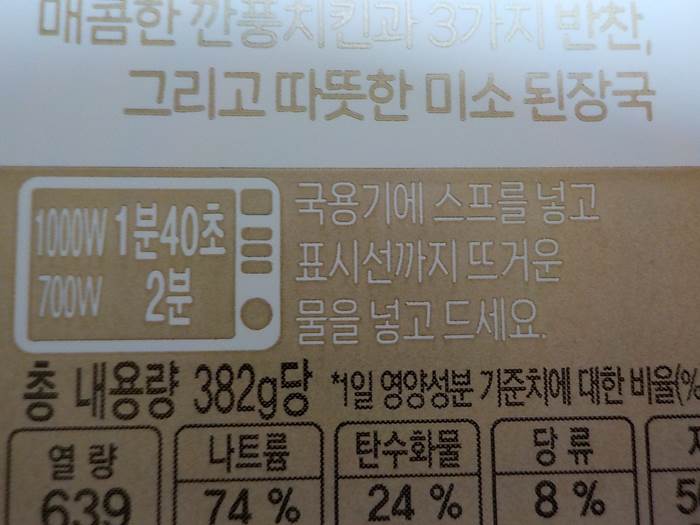 매콤한 깐풍치킨과 3가지 반찬,
그리고 따뜻한 미소 된장국
1000W 1분40초
700W 2분
국용기에 스프를 넣고
표시선까지 뜨거운
물을 넣고 드세요.
총 내용량 382g당 *1일 영양성분 기준치에 대한 비율(%
열량 나트륨 탄수화물 당류
639 74 % 24 % 8 %